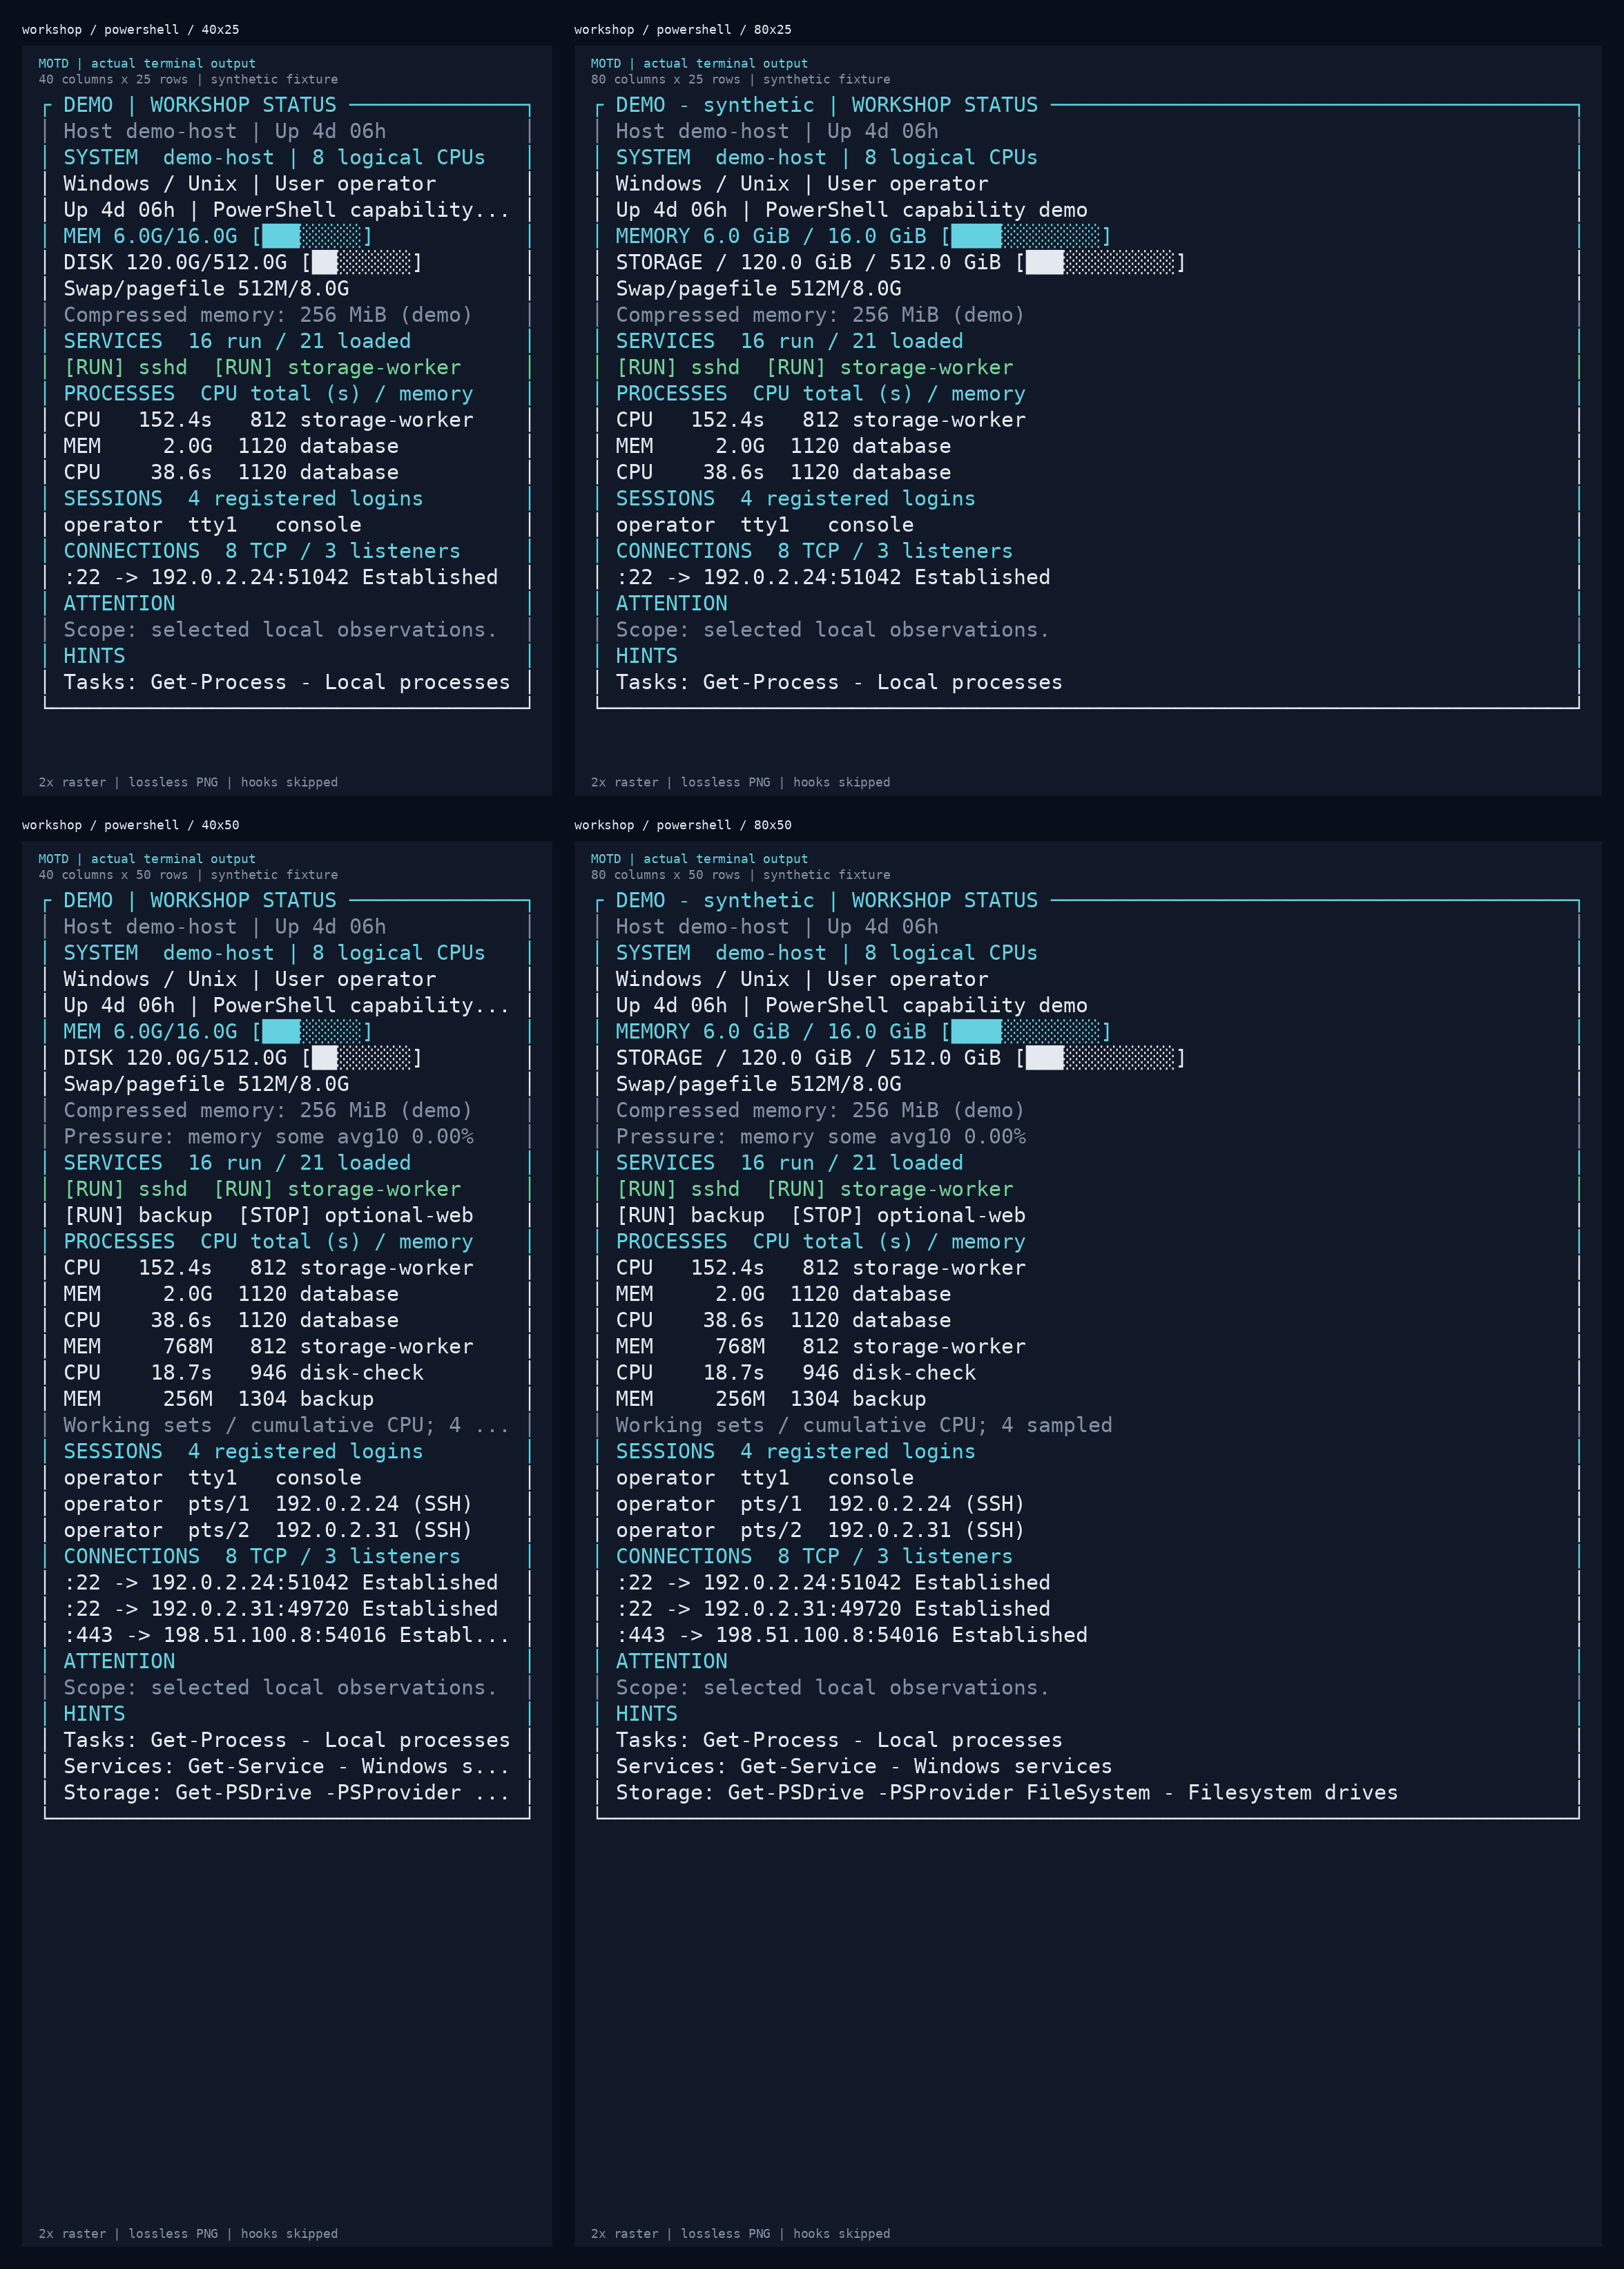 workshop / powershell / 40x25
MOTD | actual terminal output
40 columns x 25 rows | synthetic fixture
DEMO | WORKSHOP STATUS
Host demo-host | Up 4d 06h
SYSTEM  demo-host | 8 logical CPUs
Windows / Unix | User operator
Up 4d 06h | PowerShell capability...
MEM 6.0G/16.0G [███░░░░░]
DISK 120.0G/512.0G [██░░░░░░]
Swap/pagefile 512M/8.0G
Compressed memory: 256 MiB (demo)
SERVICES  16 run / 21 loaded
[RUN] sshd  [RUN] storage-worker
PROCESSES  CPU total (s) / memory
CPU   152.4s   812 storage-worker
MEM     2.0G  1120 database
CPU    38.6s  1120 database
SESSIONS  4 registered logins
operator  tty1   console
CONNECTIONS  8 TCP / 3 listeners
:22 -> 192.0.2.24:51042 Established
ATTENTION
Scope: selected local observations.
HINTS
Tasks: Get-Process - Local processes
2x raster | lossless PNG | hooks skipped
workshop / powershell / 80x25
MOTD | actual terminal output
80 columns x 25 rows | synthetic fixture
DEMO - synthetic | WORKSHOP STATUS
Host demo-host | Up 4d 06h
SYSTEM  demo-host | 8 logical CPUs
Windows / Unix | User operator
Up 4d 06h | PowerShell capability demo
MEMORY 6.0 GiB / 16.0 GiB [████░░░░░░░░]
STORAGE / 120.0 GiB / 512.0 GiB [███░░░░░░░░░]
Swap/pagefile 512M/8.0G
Compressed memory: 256 MiB (demo)
SERVICES  16 run / 21 loaded
[RUN] sshd  [RUN] storage-worker
PROCESSES  CPU total (s) / memory
CPU   152.4s   812 storage-worker
MEM     2.0G  1120 database
CPU    38.6s  1120 database
SESSIONS  4 registered logins
operator  tty1   console
CONNECTIONS  8 TCP / 3 listeners
:22 -> 192.0.2.24:51042 Established
ATTENTION
Scope: selected local observations.
HINTS
Tasks: Get-Process - Local processes
2x raster | lossless PNG | hooks skipped
workshop / powershell / 40x50
MOTD | actual terminal output
40 columns x 50 rows | synthetic fixture
DEMO | WORKSHOP STATUS
Host demo-host | Up 4d 06h
SYSTEM  demo-host | 8 logical CPUs
Windows / Unix | User operator
Up 4d 06h | PowerShell capability...
MEM 6.0G/16.0G [███░░░░░]
DISK 120.0G/512.0G [██░░░░░░]
Swap/pagefile 512M/8.0G
Compressed memory: 256 MiB (demo)
Pressure: memory some avg10 0.00%
SERVICES  16 run / 21 loaded
[RUN] sshd  [RUN] storage-worker
[RUN] backup  [STOP] optional-web
PROCESSES  CPU total (s) / memory
CPU   152.4s   812 storage-worker
MEM     2.0G  1120 database
CPU    38.6s  1120 database
MEM     768M   812 storage-worker
CPU    18.7s   946 disk-check
MEM     256M  1304 backup
Working sets / cumulative CPU; 4 ...
SESSIONS  4 registered logins
operator  tty1   console
operator  pts/1  192.0.2.24 (SSH)
operator  pts/2  192.0.2.31 (SSH)
CONNECTIONS  8 TCP / 3 listeners
:22 -> 192.0.2.24:51042 Established
:22 -> 192.0.2.31:49720 Established
:443 -> 198.51.100.8:54016 Establ...
ATTENTION
Scope: selected local observations.
HINTS
Tasks: Get-Process - Local processes
Services: Get-Service - Windows s...
Storage: Get-PSDrive -PSProvider ...
2x raster | lossless PNG | hooks skipped
workshop / powershell / 80x50
MOTD | actual terminal output
80 columns x 50 rows | synthetic fixture
DEMO - synthetic | WORKSHOP STATUS
Host demo-host | Up 4d 06h
SYSTEM  demo-host | 8 logical CPUs
Windows / Unix | User operator
Up 4d 06h | PowerShell capability demo
MEMORY 6.0 GiB / 16.0 GiB [████░░░░░░░░]
STORAGE / 120.0 GiB / 512.0 GiB [███░░░░░░░░░]
Swap/pagefile 512M/8.0G
Compressed memory: 256 MiB (demo)
Pressure: memory some avg10 0.00%
SERVICES  16 run / 21 loaded
[RUN] sshd  [RUN] storage-worker
[RUN] backup  [STOP] optional-web
PROCESSES  CPU total (s) / memory
CPU   152.4s   812 storage-worker
MEM     2.0G  1120 database
CPU    38.6s  1120 database
MEM     768M   812 storage-worker
CPU    18.7s   946 disk-check
MEM     256M  1304 backup
Working sets / cumulative CPU; 4 sampled
SESSIONS  4 registered logins
operator  tty1   console
operator  pts/1  192.0.2.24 (SSH)
operator  pts/2  192.0.2.31 (SSH)
CONNECTIONS  8 TCP / 3 listeners
:22 -> 192.0.2.24:51042 Established
:22 -> 192.0.2.31:49720 Established
:443 -> 198.51.100.8:54016 Established
ATTENTION
Scope: selected local observations.
HINTS
Tasks: Get-Process - Local processes
Services: Get-Service - Windows services
Storage: Get-PSDrive -PSProvider FileSystem - Filesystem drives
2x raster | lossless PNG | hooks skipped